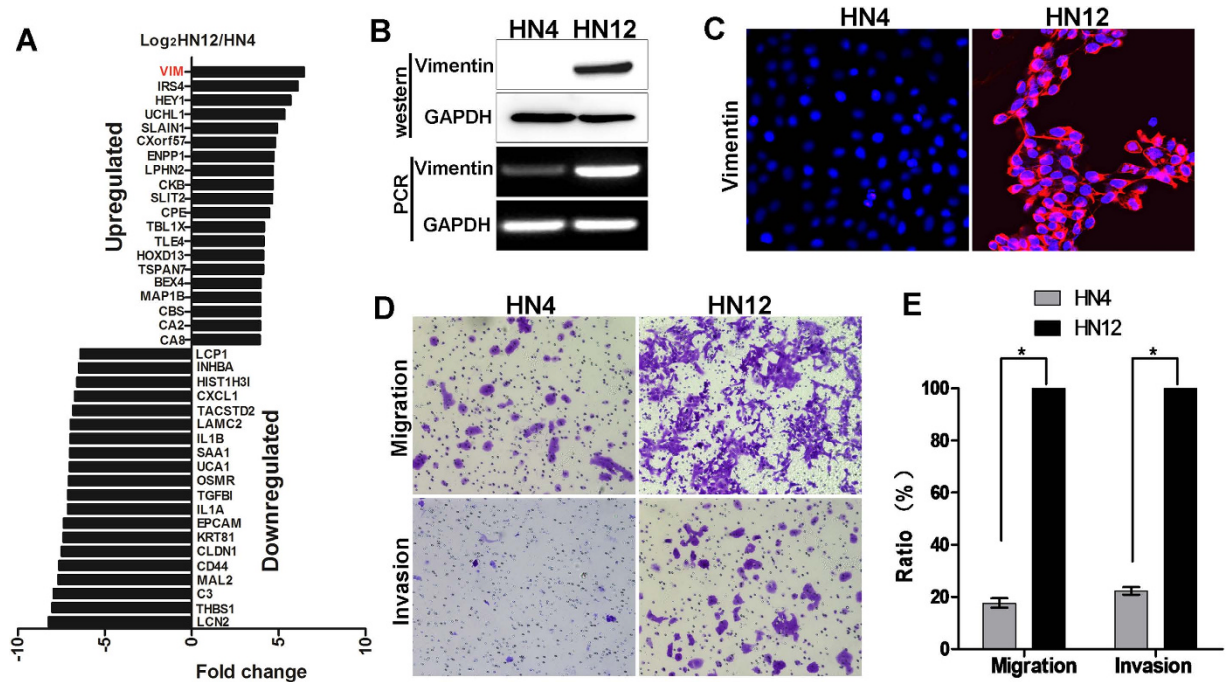 A
Log2HN12/HN4
VIM
IRS4
HEY1
UCHL1
SLAIN1
CXorf57
ENPP1
LPHN2
CKB
SLIT2
CPE
TBL1X
TLE4
HOXD13
TSPAN7
BEX4
MAP1B
CBS
CA2
CA8
Upregulated
LCP1
INHBA
HIST1H3I
CXCL1
TACSTD2
LAMC2
IL1B
SAA1
UCA1
OSMR
TGFBI
IL1A
EPCAM
KRT81
CLDN1
CD44
MAL2
C3
THBS1
LCN2
Downregulated
-10 -5 0 5 10
Fold change
B
HN4 HN12
western
Vimentin
GAPDH
PCR
Vimentin
GAPDH
C
HN4 HN12
Vimentin
D
HN4 HN12
Migration
Invasion
E
HN4
HN12
* *
100
80
60
40
20
0
Ratio (%)
Migration Invasion